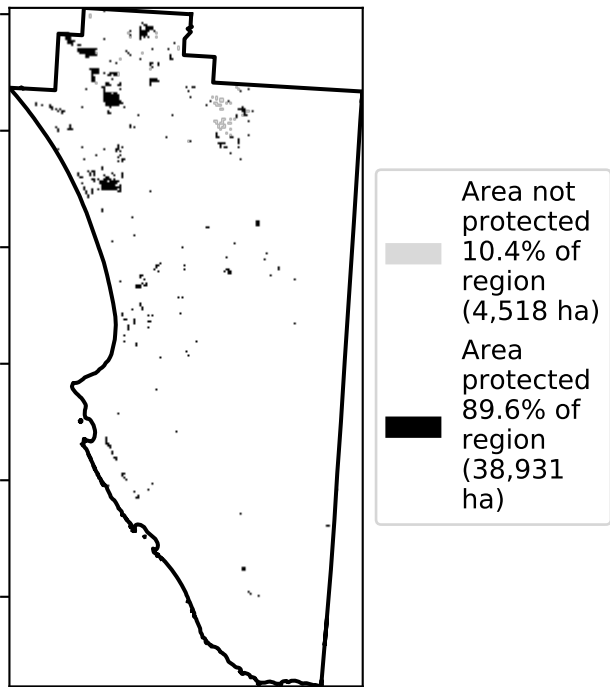 Area not
protected
10.4% of
region
(4,518 ha)
Area
protected
89.6% of
region
(38,931
ha)